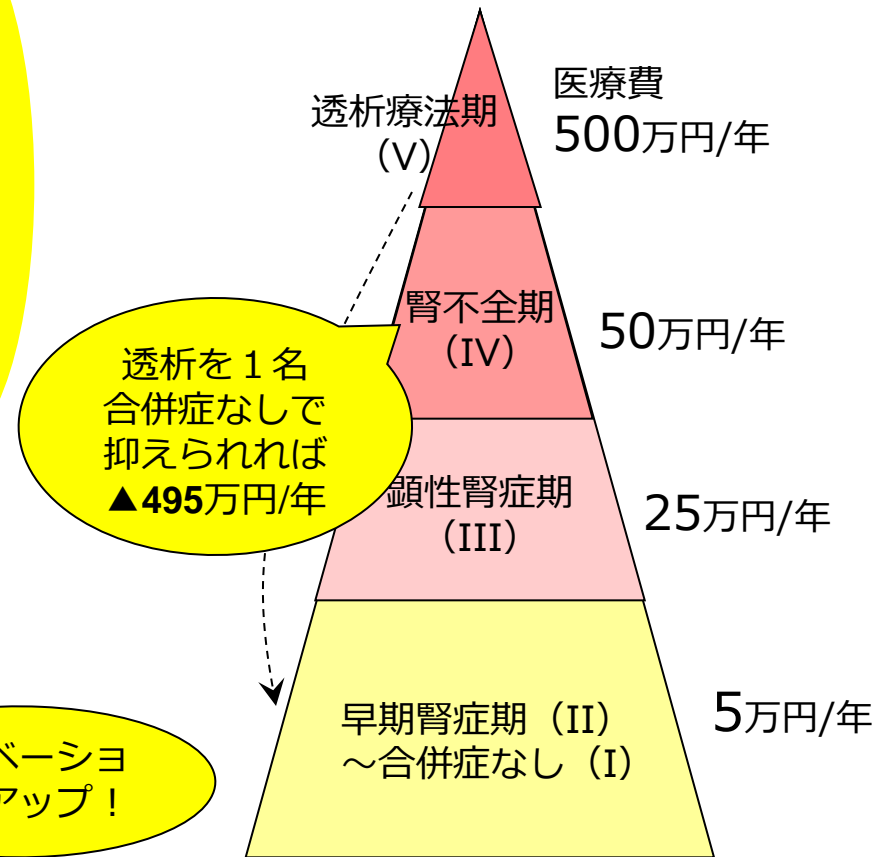 医療費
500万円/年
透析療法期
（V）
腎不全期
（IV）
50万円/年
透析を１名
合併症なしで
抑えられれば
▲495万円/年
顕性腎症期
（III）
25万円/年
早期腎症期（II）
～合併症なし（I）
5万円/年
ベーショ
アップ！